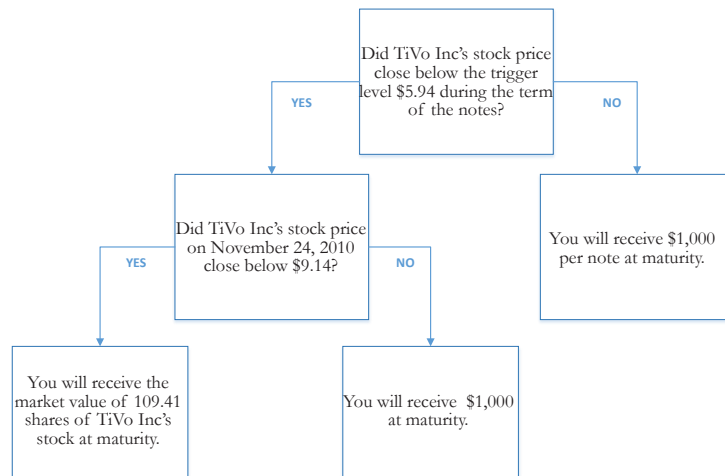 Did TiVo Inc's stock price
close below the trigger
level $5.94 during the term
of the notes?
YES
NO
Did TiVo Inc's stock price
on November 24, 2010
close below $9.14?
You will receive $1,000
per note at maturity.
YES
NO
You will receive the
market value of 109.41
shares of TiVo Inc's
stock at maturity.
You will receive $1,000
at maturity.